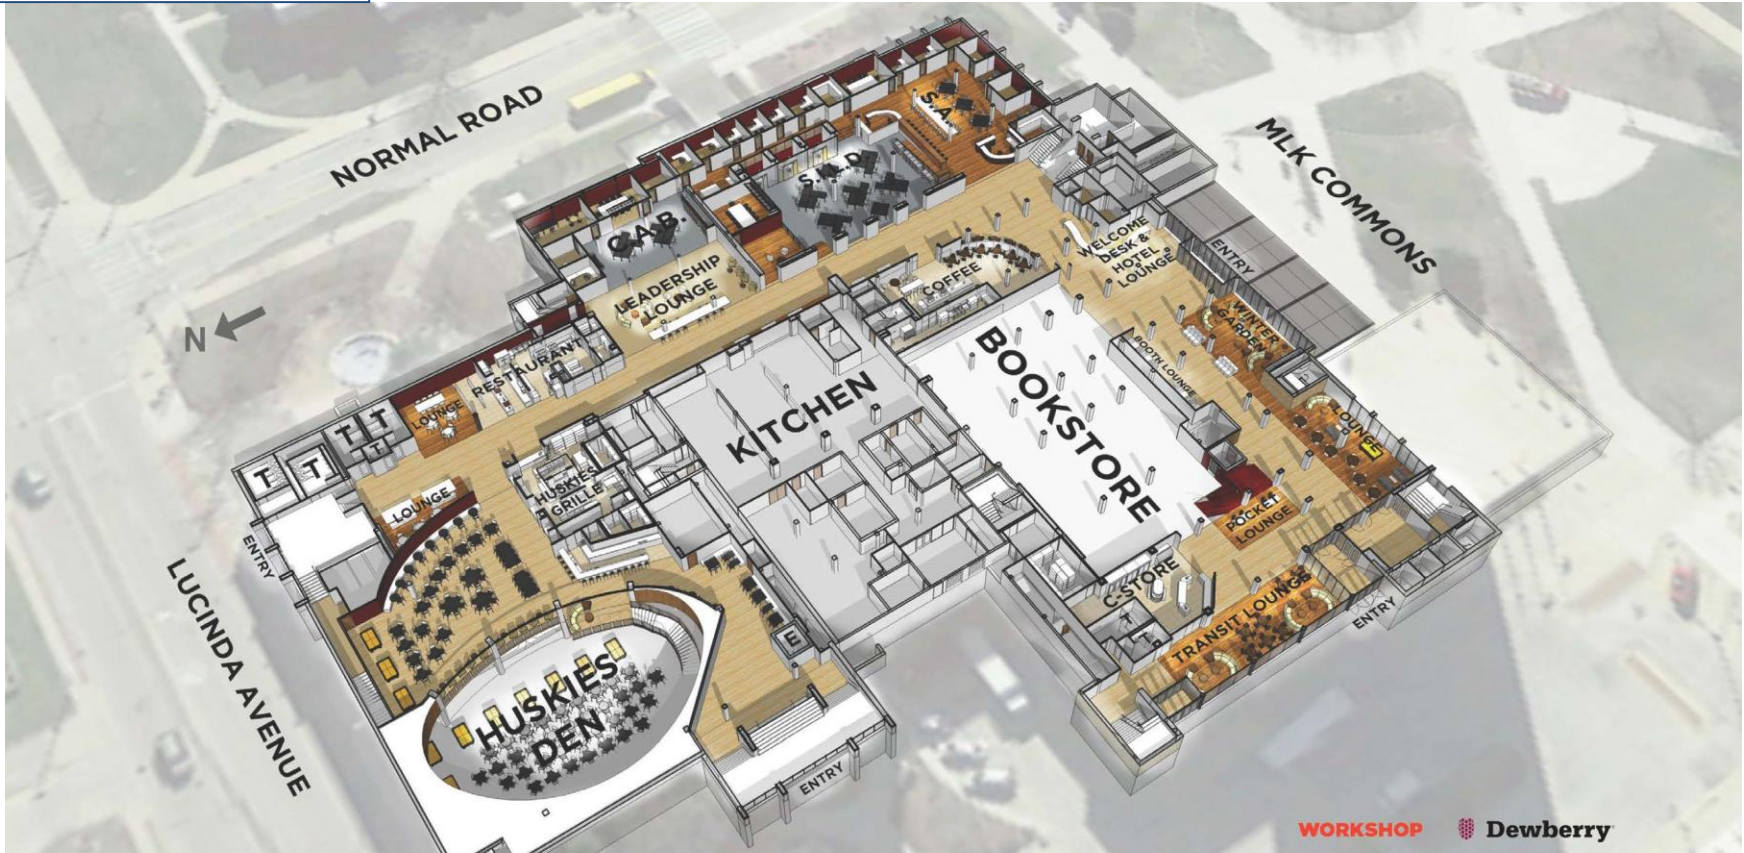 NORMAL ROAD
MLK COMMONS
S.A.
S.I.L.D.
C.A.B.
LEADERSHIP
LOUNGE
COFFEE
WELCOME
DESK &
HOTEL
LOUNGE
ENTRY
WINTER
GARDEN
BOOTH LOUNGE
LOUNGE
N
RESTAURANT
LOUNGE
T
T
T
T
T
KITCHEN
BOOKSTORE
HUSKIES
GRILLE
LOUNGE
ENTRY
POCKET
LOUNGE
C-STORE
T
TRANSIT LOUNGE
ENTRY
LUCINDA AVENUE
E
HUSKIES
DEN
ENTRY
WORKSHOP
Dewberry